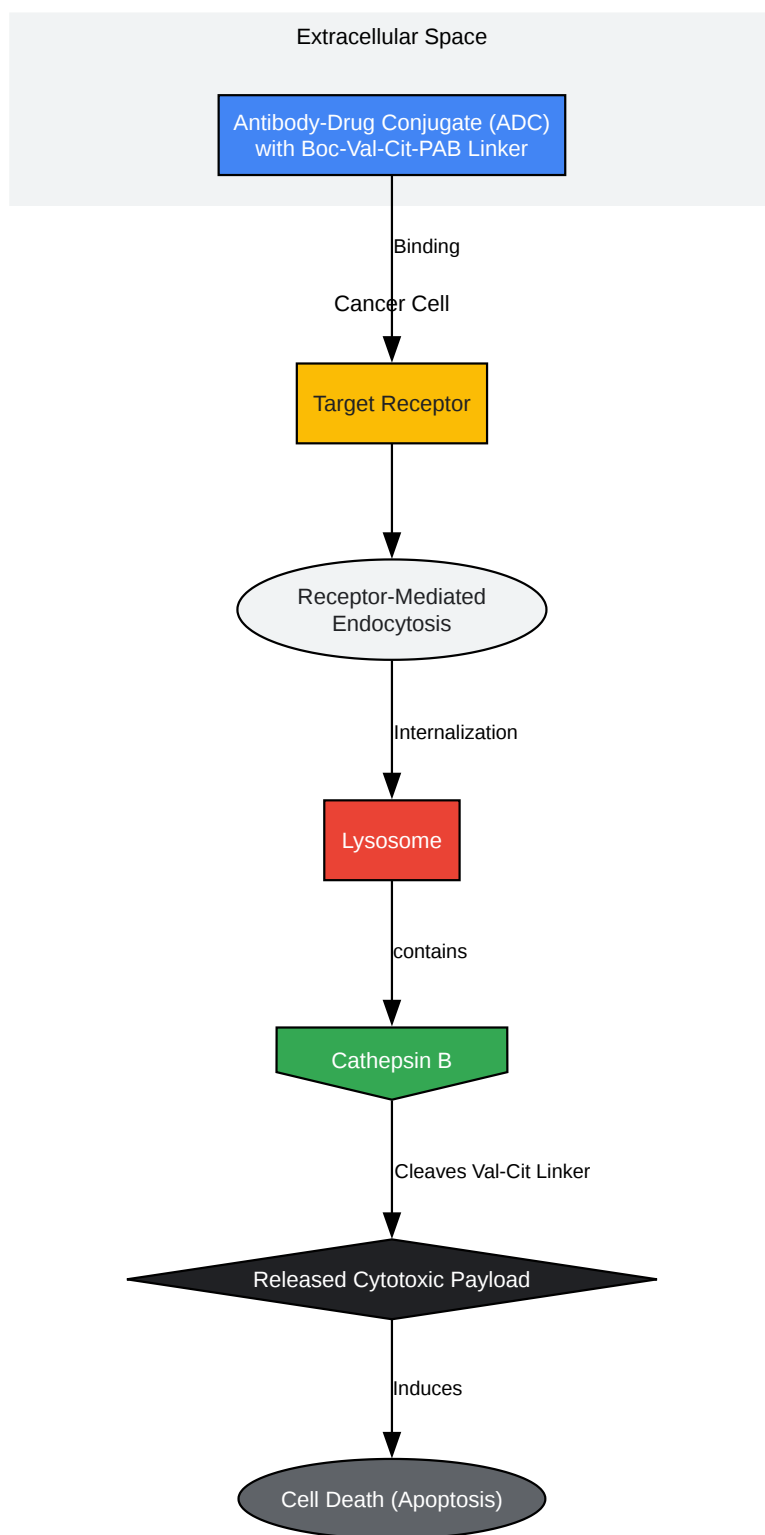 Extracellular Space
Antibody-Drug Conjugate (ADC)
with Boc-Val-Cit-PAB Linker
Binding
Cancer Cell
Target Receptor
Receptor-Mediated
Endocytosis
Internalization
Lysosome
contains
Cathepsin B
Cleaves Val-Cit Linker
Released Cytotoxic Payload
Induces
Cell Death (Apoptosis)